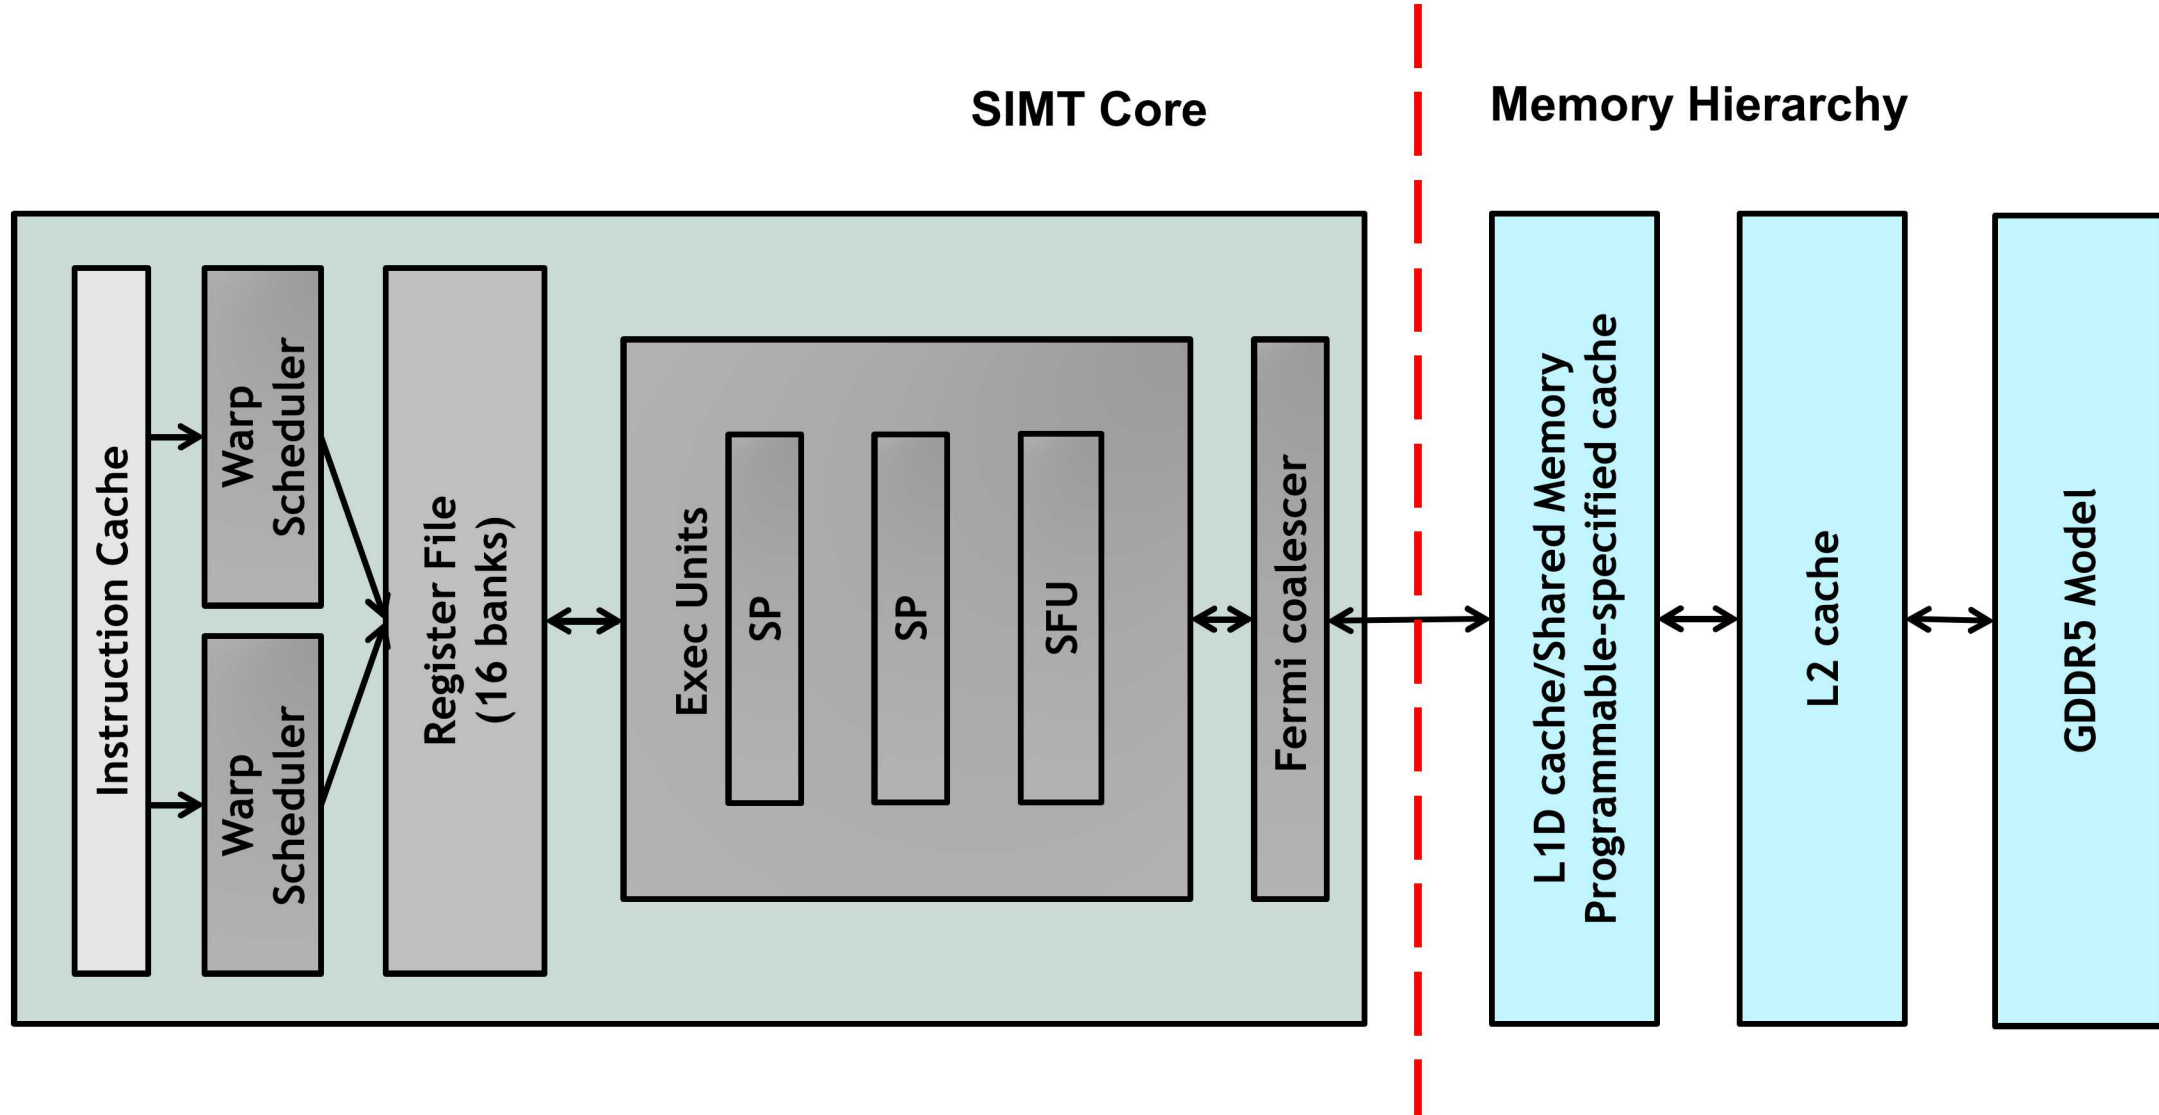 SIMT Core
Memory Hierarchy
Instruction Cache
Warp
Scheduler
Warp
Scheduler
Register File
(16 banks)
Exec Units
SP
SP
SFU
Fermi coalescer
L1D cache/Shared Memory
Programmable-specified cache
L2 cache
GDDR5 Model